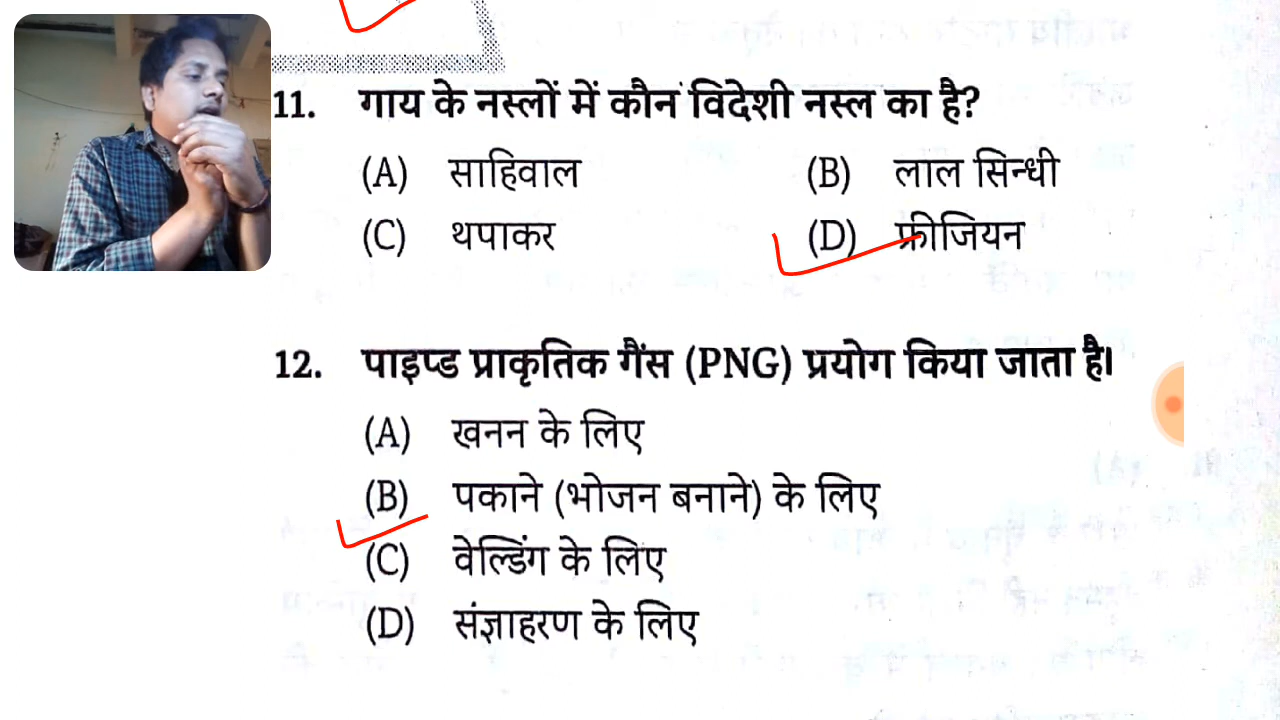 11. गाय के नस्लों में कौन विदेशी नस्ल का है?
(A) साहिवाल (B) लाल सिन्धी
(C) थपाकर (D) फ्रीजियन
12. पाइप्ड प्राकृतिक गैंस (PNG) प्रयोग किया जाता है।
(A) खनन के लिए
(B) पकाने (भोजन बनाने) के लिए
(C) वेल्डिंग के लिए
(D) संज्ञाहरण के लिए